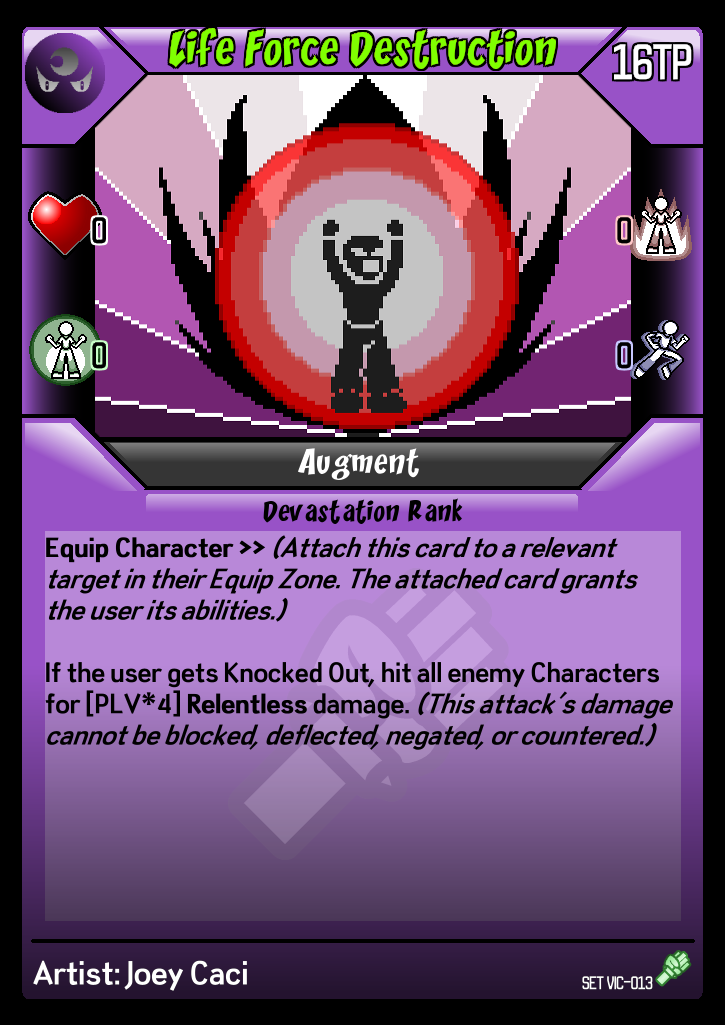 Life Force Destruction
16TP
0
0
0
0
Augment
Devastation Rank
Equip Character >> (Attach this card to a relevant
target in their Equip Zone. The attached card grants
the user its abilities.)
If the user gets Knocked Out, hit all enemy Characters
for [PLV*4] Relentless damage. (This attack's damage
cannot be blocked, deflected, negated, or countered.)
Artist: Joey Caci
SET VIC-013